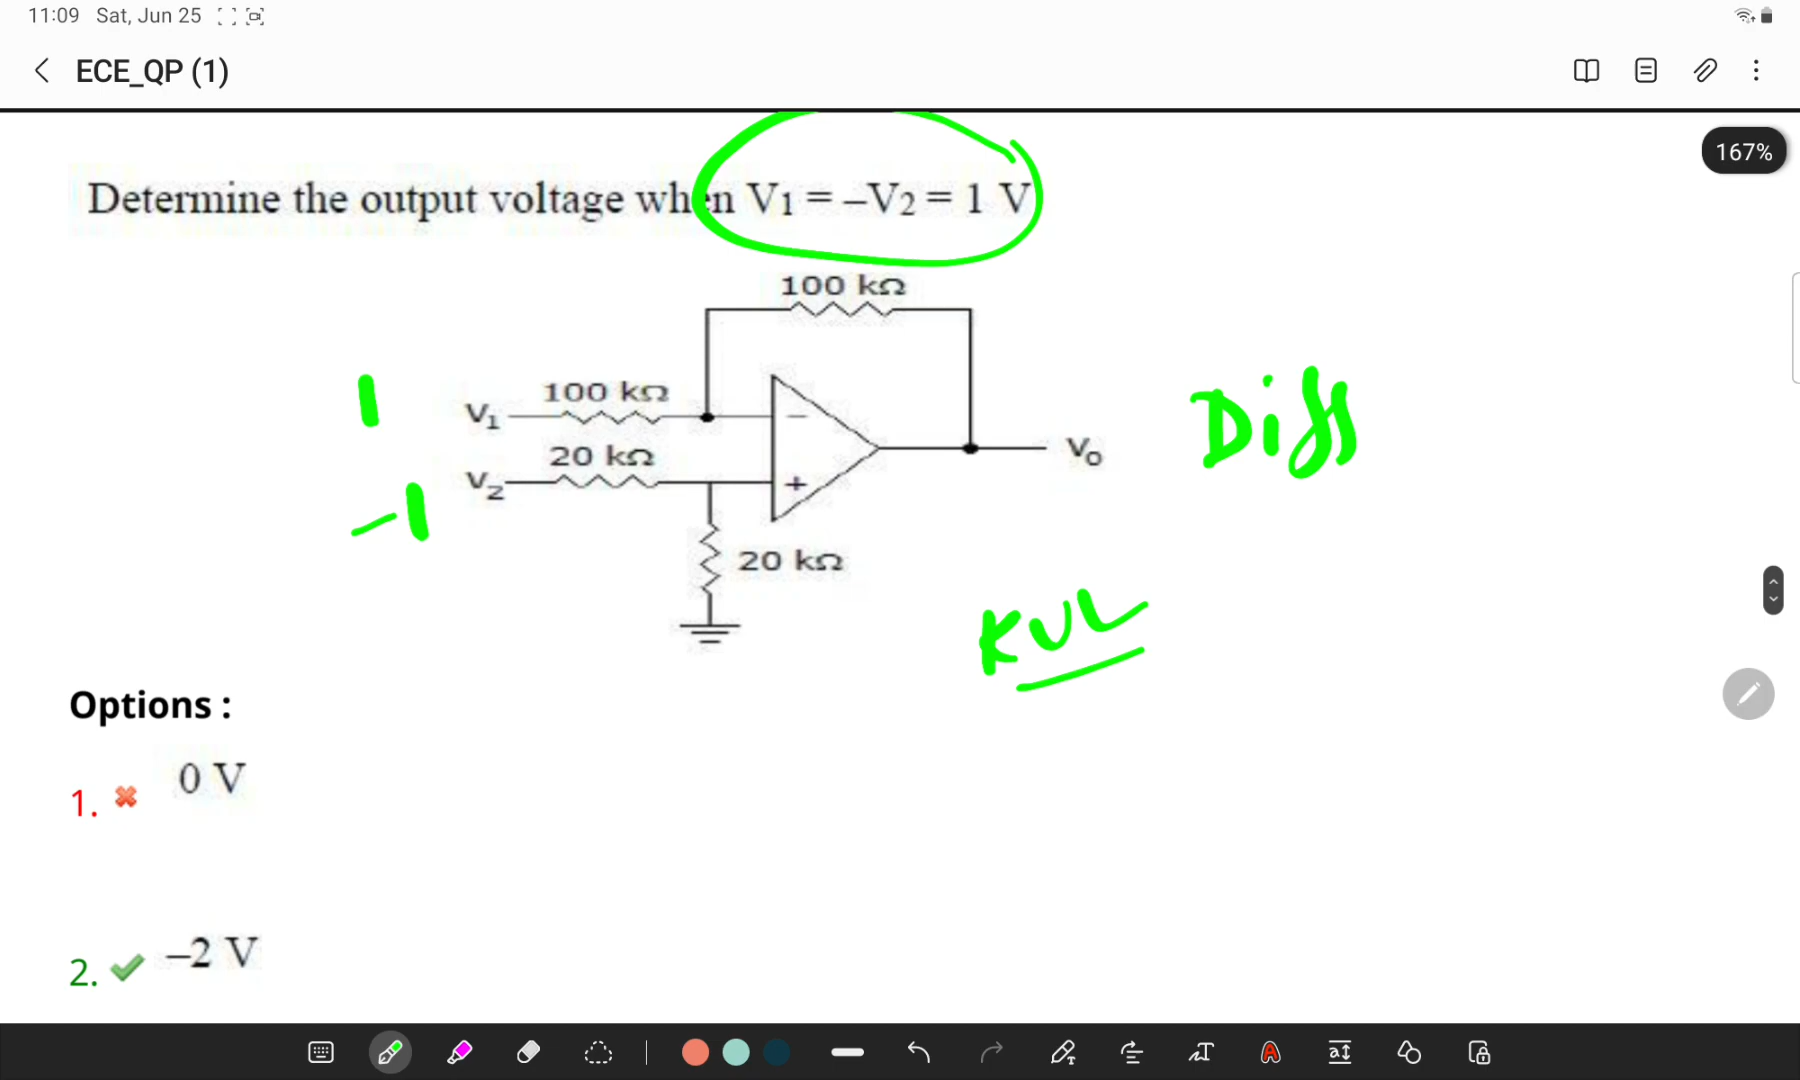 11:09 Sat, Jun 25
ECE_QP (1)
167%
Determine the output voltage when V1 = –V2 = 1 V
100 kΩ
1
V1
100 kΩ
20 kΩ
V2
-1
–
+
Vo
Diff
20 kΩ
KVL
Options :
0 V
1.
–2 V
2.